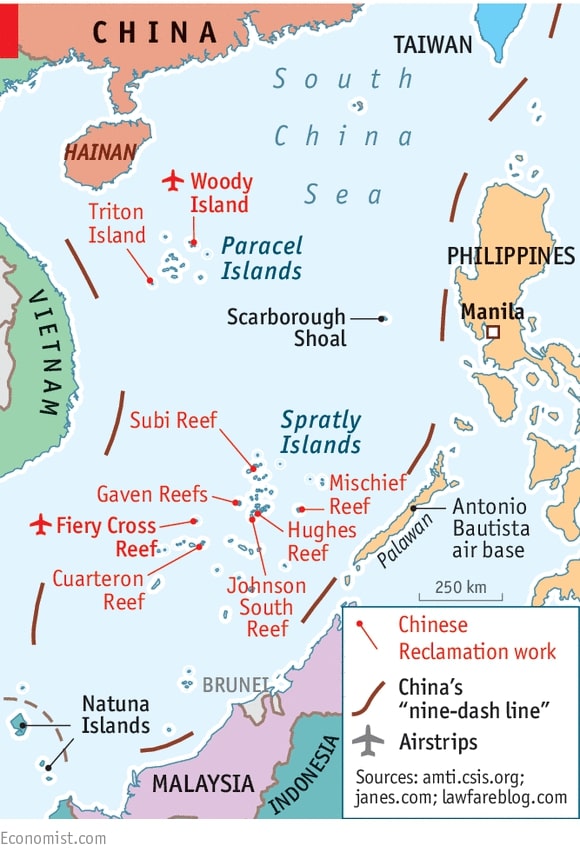 CHINA
TAIWAN
South
China
Sea
HAINAN
Woody
Island
Triton
Island
Paracel
Islands
PHILIPPINES
Manila
Scarborough
Shoal
VIETNAM
Subi Reef
Spratly
Islands
Gaven Reefs
Mischief
Reef
Fiery Cross
Reef
Hughes
Reef
Antonio
Bautista
air base
Palawan
Cuarteron
Reef
Johnson
South
Reef
250 km
BRUNEI
Natuna
Islands
MALAYSIA
INDONESIA
Chinese
Reclamation work
China's
“nine-dash line”
Airstrips
Sources: amti.csis.org;
janes.com; lawfareblog.com
Economist.com